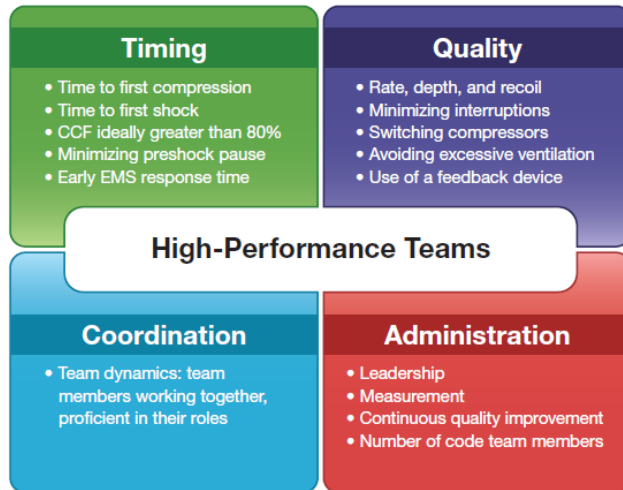 Timing
• Time to first compression
• Time to first shock
• CCF ideally greater than 80%
• Minimizing preshock pause
• Early EMS response time
Quality
• Rate, depth, and recoil
• Minimizing interruptions
• Switching compressors
• Avoiding excessive ventilation
• Use of a feedback device
High-Performance Teams
Coordination
• Team dynamics: team
members working together,
proficient in their roles
Administration
• Leadership
• Measurement
• Continuous quality improvement
• Number of code team members